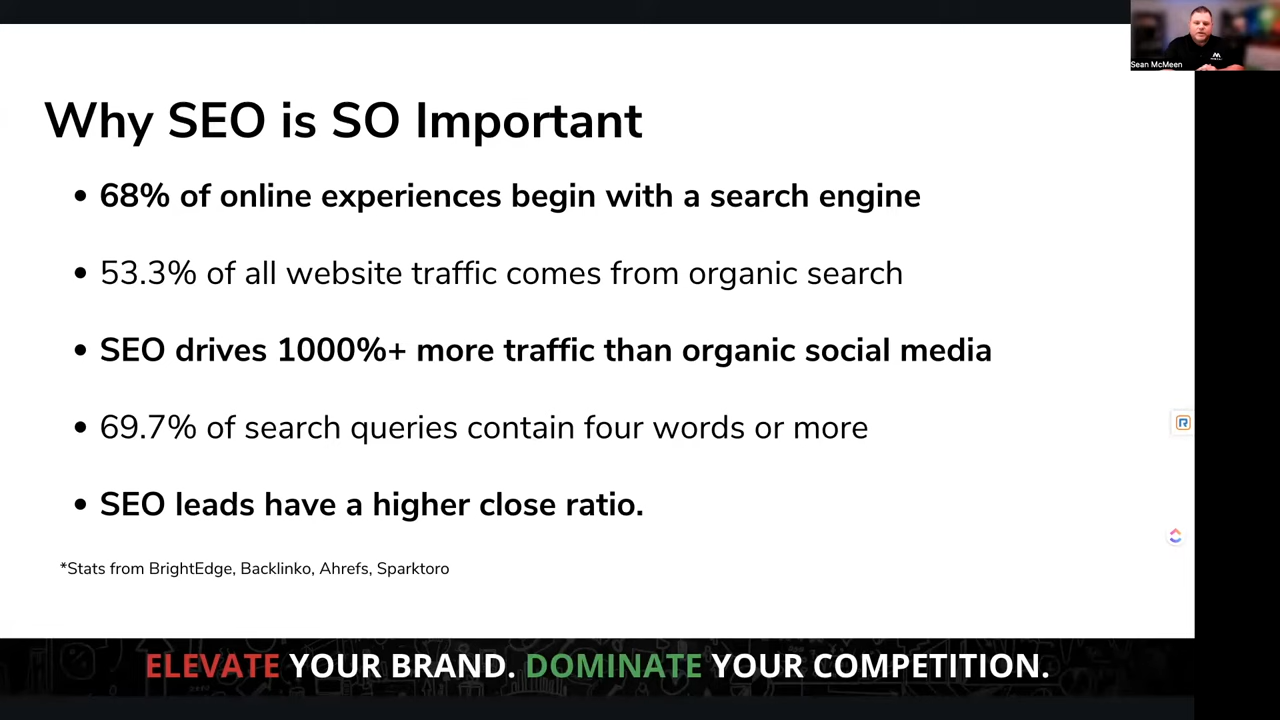 Sean McMeen
Why SEO is SO Important
• 68% of online experiences begin with a search engine
• 53.3% of all website traffic comes from organic search
• SEO drives 1000%+ more traffic than organic social media
• 69.7% of search queries contain four words or more
• SEO leads have a higher close ratio.
*Stats from BrightEdge, Backlinko, Ahrefs, Sparktoro
ELEVATE YOUR BRAND. DOMINATE YOUR COMPETITION.